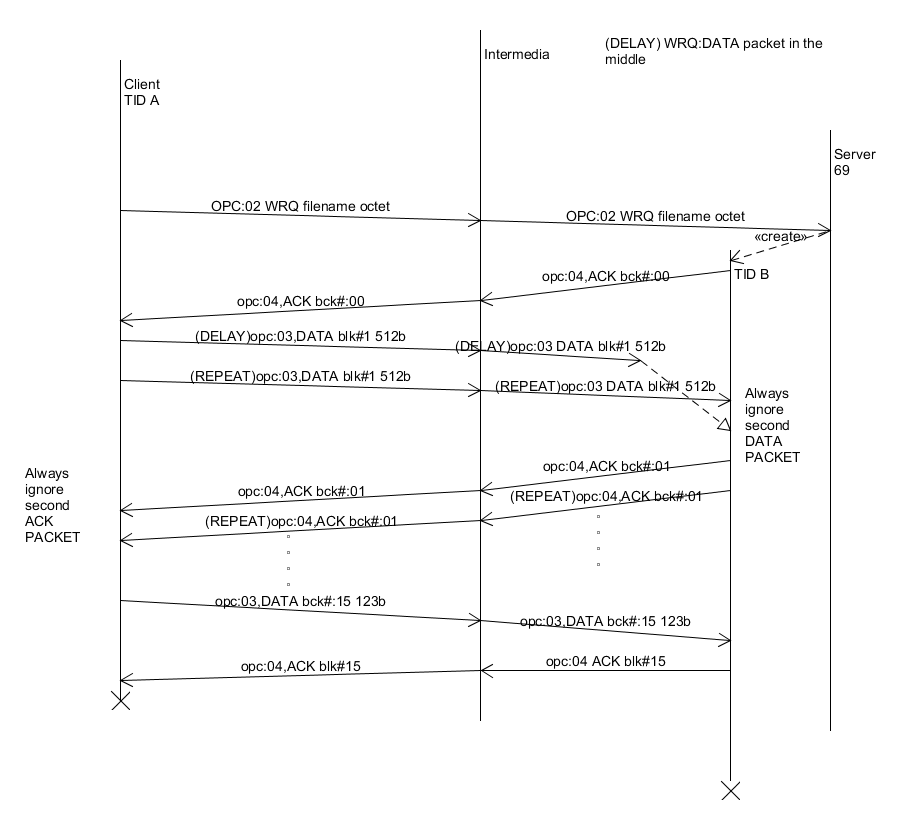 (DELAY) WRQ:DATA packet in the
middle
Intermedia
Client
TID A
Server
69
OPC:02 WRQ filename octet
OPC:02 WRQ filename octet
«create»
TID B
opc:04,ACK bck#:00
opc:04,ACK bck#:00
(DELAY)opc:03,DATA blk#1 512b
(DELAY)opc:03 DATA blk#1 512b
(REPEAT)opc:03,DATA blk#1 512b
(REPEAT)opc:03 DATA blk#1 512b
Always
ignore
second
DATA
PACKET
opc:04,ACK bck#:01
opc:04,ACK bck#:01
Always
ignore
second
ACK
PACKET
(REPEAT)opc:04,ACK bck#:01
(REPEAT)opc:04,ACK bck#:01
opc:03,DATA bck#:15 123b
opc:03,DATA bck#:15 123b
opc:04 ACK blk#15
opc:04,ACK blk#15